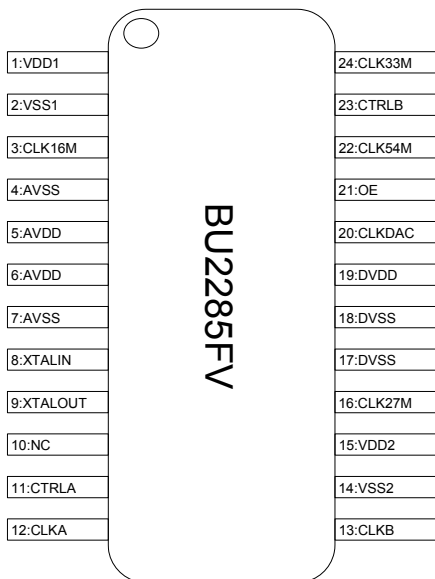 1:VDD1
2:VSS1
3:CLK16M
4:AVSS
5:AVDD
6:AVDD
7:AVSS
8:XTALIN
9:XTALOUT
10:NC
11:CTRLA
12:CLKA
BU2285FV
24:CLK33M
23:CTRLB
22:CLK54M
21:OE
20:CLKDAC
19:DVDD
18:DVSS
17:DVSS
16:CLK27M
15:VDD2
14:VSS2
13:CLKB